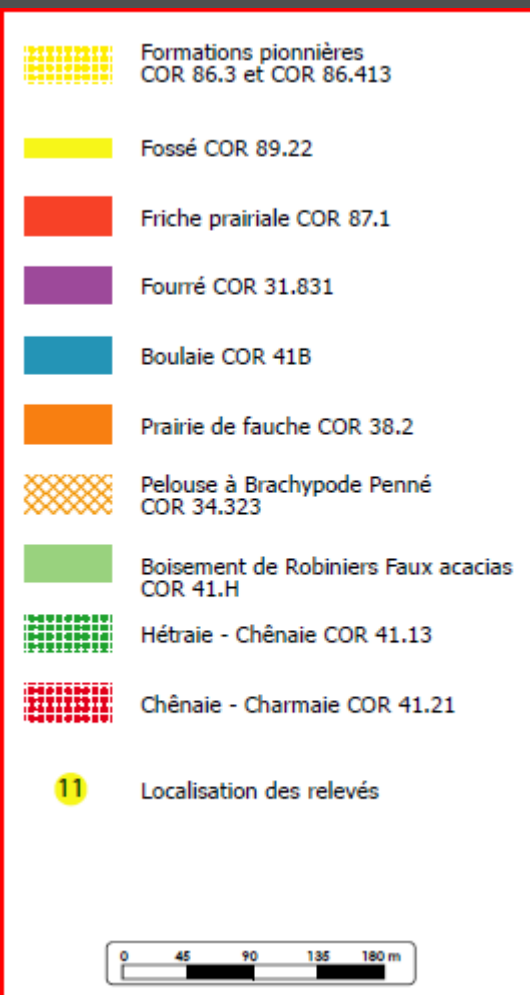 Formations pionnières
COR 86.3 et COR 86.413
Fossé COR 89.22
Friche prairiale COR 87.1
Fourré COR 31.831
Boulaie COR 41B
Prairie de fauche COR 38.2
Pelouse à Brachypode Penné
COR 34.323
Boisement de Robiniers Faux acacias
COR 41.H
Hétraie - Chênaie COR 41.13
Chênaie - Charmaie COR 41.21
11 Localisation des relevés
0 45 90 135 180 m